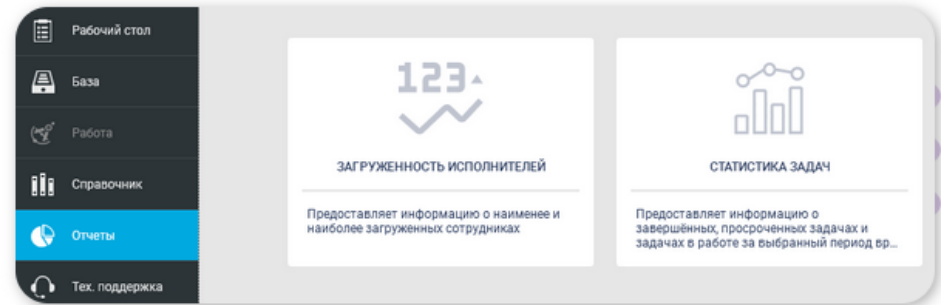 Рабочий стол
База
Работа
Справочник
Отчеты
Тех. поддержка
123
ЗАГРУЖЕННОСТЬ ИСПОЛНИТЕЛЕЙ
Предоставляет информацию о наименее и
наиболее загруженных сотрудниках
СТАТИСТИКА ЗАДАЧ
Предоставляет информацию о
завершённых, просроченных задачах и
задачах в работе за выбранный период вр...